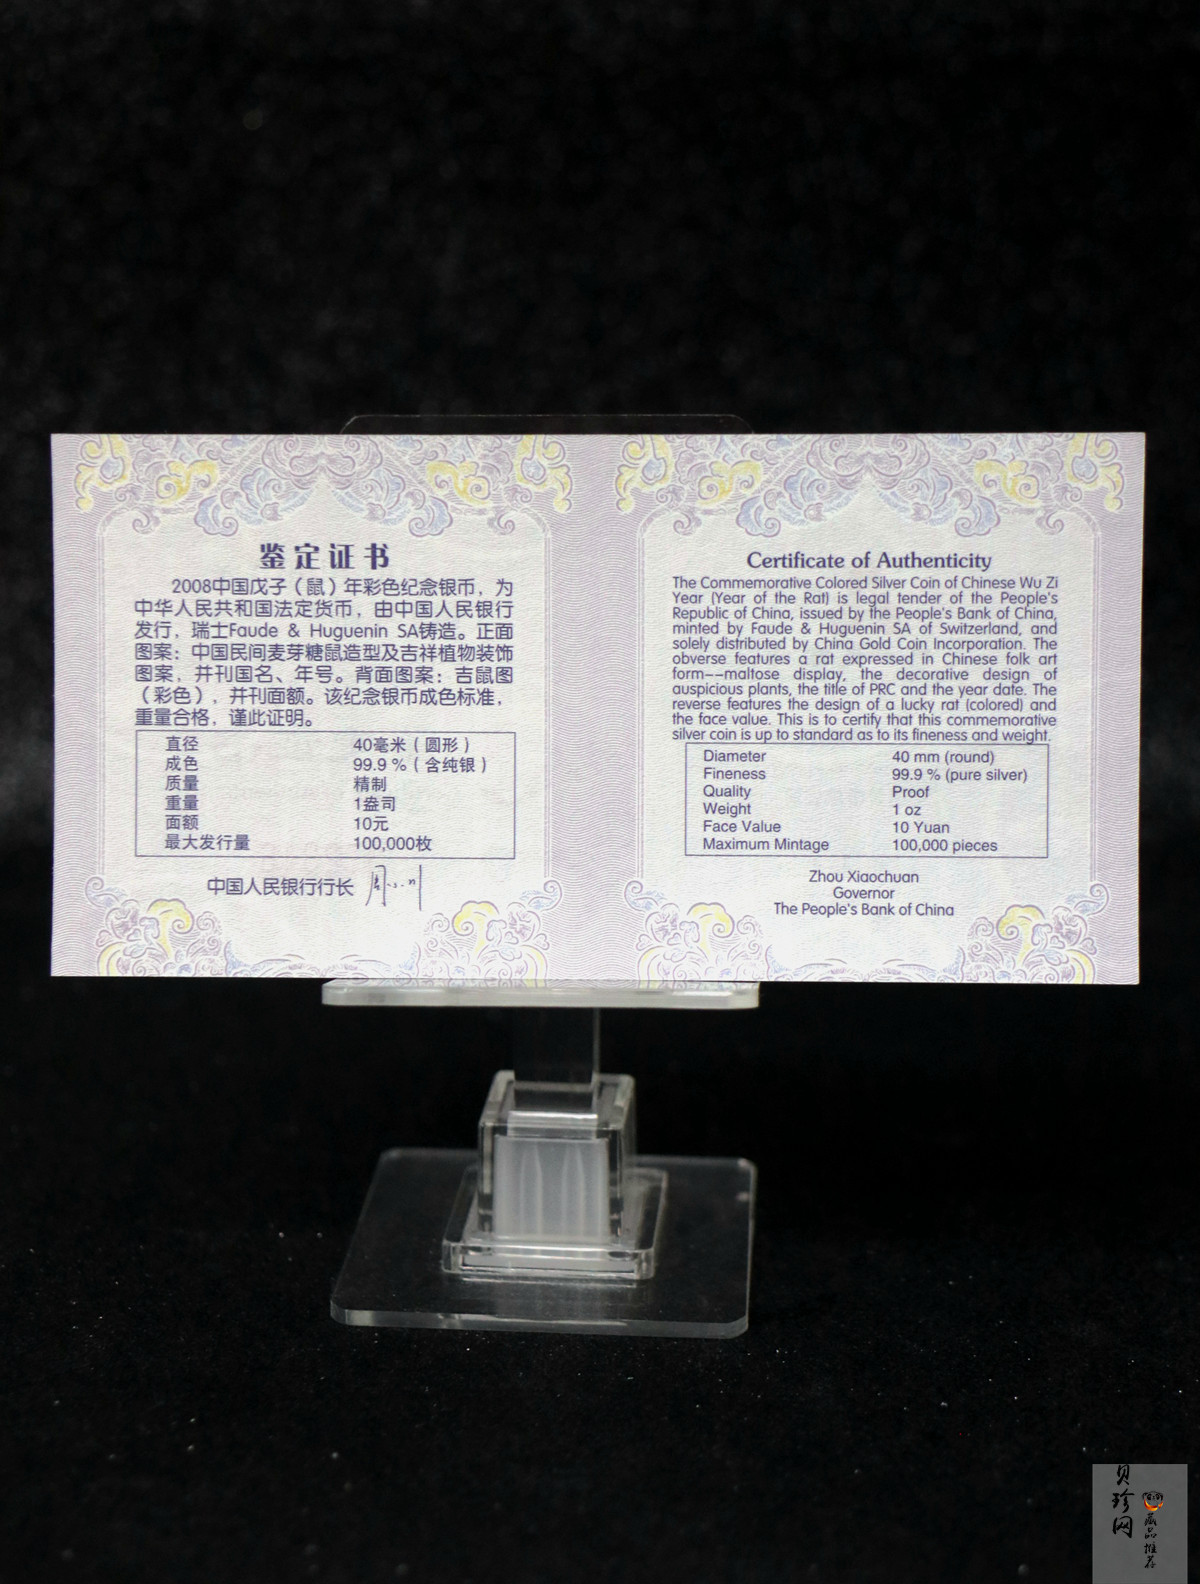 鉴定证书
2008中国戊子（鼠）年彩色纪念银币，为
中华人民共和国法定货币，由中国人民银行
发行，瑞士Faude & Huguenin SA铸造。正面
图案：中国民间麦芽糖鼠造型及吉祥植物装饰
图案，并刊国名、年号。背面图案：吉鼠图
（彩色），并刊面额。该纪念银币成色标准，
重量合格，谨此证明。
直径 40毫米（圆形）
成色 99.9 %（含纯银）
质量 精制
重量 1盎司
面额 10元
最大发行量 100,000枚
中国人民银行行长
Certificate of Authenticity
The Commemorative Colored Silver Coin of Chinese Wu Zi
Year (Year of the Rat) is legal tender of the People's
Republic of China, issued by the People's Bank of China,
minted by Faude & Huguenin SA of Switzerland, and
solely distributed by China Gold Coin Incorporation. The
obverse features a rat expressed in Chinese folk art
form--maltose display, the decorative design of
auspicious plants, the title of PRC and the year date. The
reverse features the design of a lucky rat (colored) and
the face value. This is to certify that this commemorative
silver coin is up to standard as to its fineness and weight.
Diameter 40 mm (round)
Fineness 99.9 % (pure silver)
Quality Proof
Weight 1 oz
Face Value 10 Yuan
Maximum Mintage 100,000 pieces
Zhou Xiaochuan
Governor
The People's Bank of China
贝珍网
藏品推荐